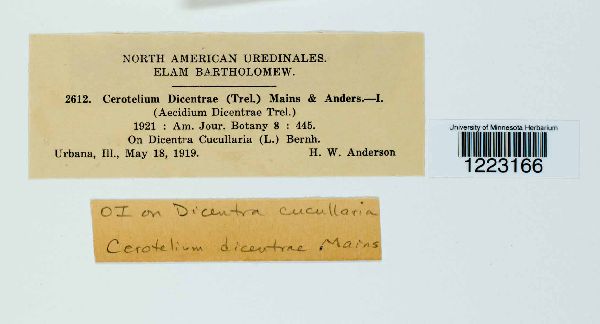 NORTH AMERICAN UREDINALES.
ELAM BARTHOLOMEW.
2612. Cerotelium Dicentrae (Trel.) Mains & Anders.—I.
(Aecidium Dicentrae Trel.)
1921 : Am. Jour. Botany 8 : 445.
On Dicentra Cucullaria (L.) Bernh.
Urbana, Ill., May 18, 1919. H. W. Anderson
University of Minnesota Herbarium
1223166
OI on Dicentra cucullaria
Cerotelium dicentrae Mains